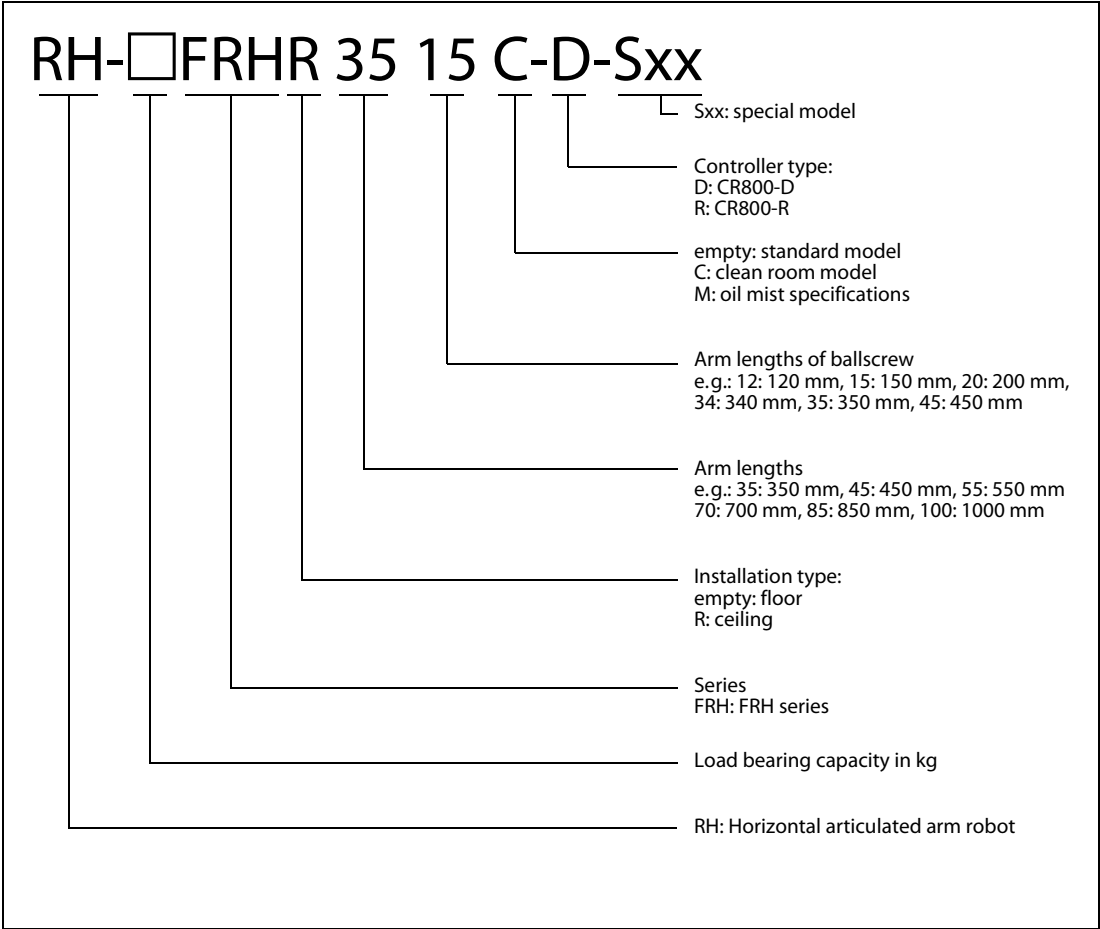 RH-□FRHR 35 15 C-D-Sxx
Sxx: special model
Controller type:
D: CR800-D
R: CR800-R
empty: standard model
C: clean room model
M: oil mist specifications
Arm lengths of ballscrew
e.g.: 12: 120 mm, 15: 150 mm, 20: 200 mm,
34: 340 mm, 35: 350 mm, 45: 450 mm
Arm lengths
e.g.: 35: 350 mm, 45: 450 mm, 55: 550 mm
70: 700 mm, 85: 850 mm, 100: 1000 mm
Installation type:
empty: floor
R: ceiling
Series
FRH: FRH series
Load bearing capacity in kg
RH: Horizontal articulated arm robot